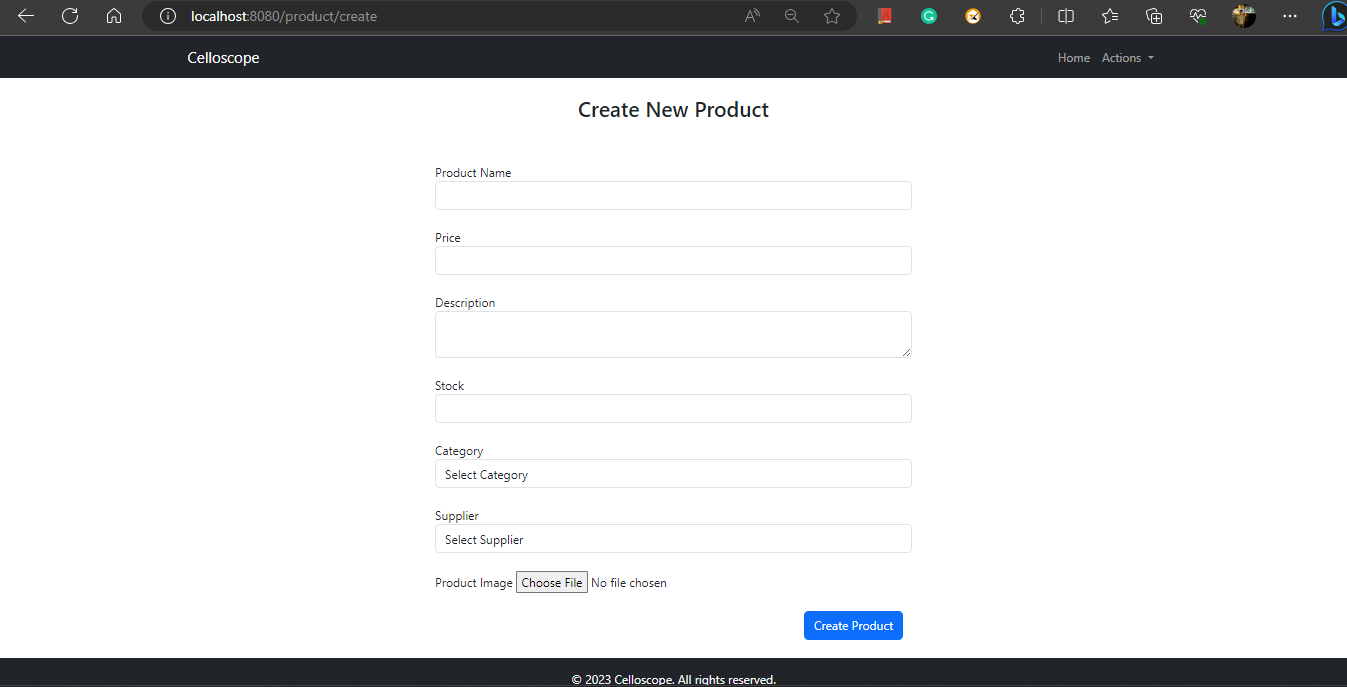 localhost:8080/product/create
Celloscope
Home Actions
Create New Product
Product Name
Price
Description
Stock
Category
Select Category
Supplier
Select Supplier
Product Image Choose File No file chosen
Create Product
© 2023 Celloscope. All rights reserved.